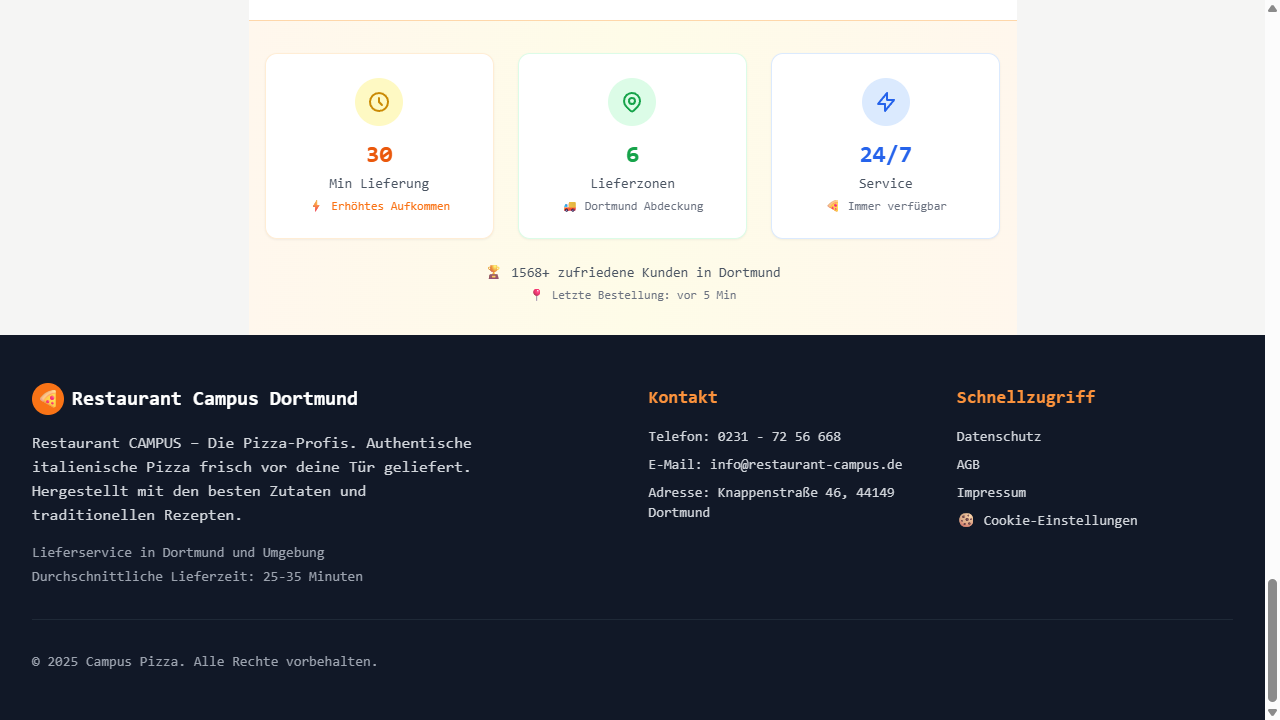 30
Min Lieferung
⚡ Erhöhtes Aufkommen
6
Lieferzonen
🚚 Dortmund Abdeckung
24/7
Service
🍕 Immer verfügbar
🏆 1568+ zufriedene Kunden in Dortmund
📍 Letzte Bestellung: vor 5 Min
🍕 Restaurant Campus Dortmund
Restaurant CAMPUS – Die Pizza-Profis. Authentische
italienische Pizza frisch vor deine Tür geliefert.
Hergestellt mit den besten Zutaten und
traditionellen Rezepten.
Lieferservice in Dortmund und Umgebung
Durchschnittliche Lieferzeit: 25-35 Minuten
Kontakt
Telefon: 0231 - 72 56 668
E-Mail: info@restaurant-campus.de
Adresse: Knappenstraße 46, 44149
Dortmund
Schnellzugriff
Datenschutz
AGB
Impressum
🍪 Cookie-Einstellungen
© 2025 Campus Pizza. Alle Rechte vorbehalten.